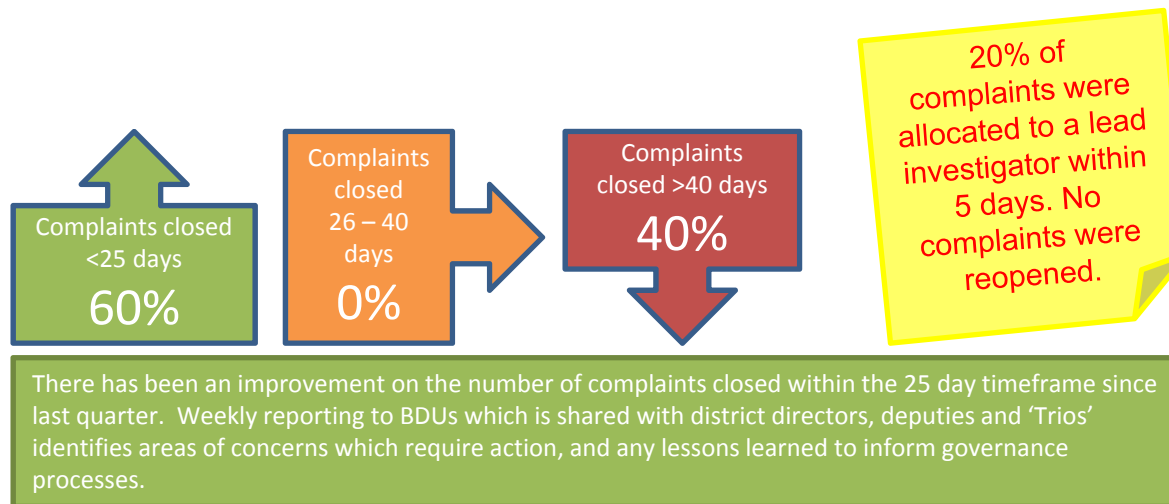 Complaints closed
<25 days
60%
Complaints
closed
26 – 40
days
0%
Complaints
closed >40 days
40%
20% of
complaints were
allocated to a lead
investigator within
5 days. No
complaints were
reopened.
There has been an improvement on the number of complaints closed within the 25 day timeframe since
last quarter.  Weekly reporting to BDUs which is shared with district directors, deputies and ‘Trios’
identifies areas of concerns which require action, and any lessons learned to inform governance
processes.